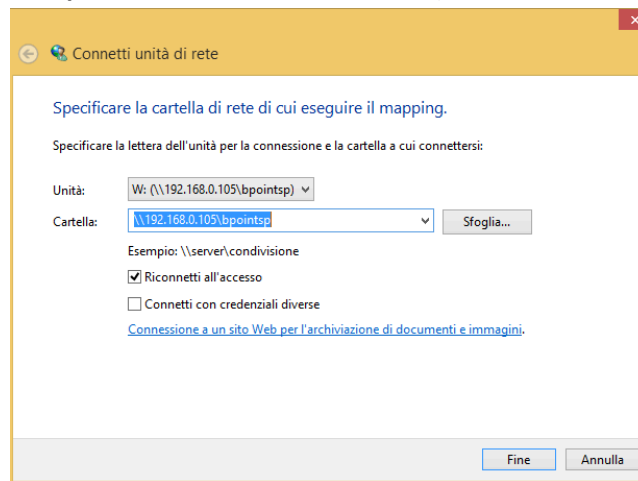 Connetti unità di rete
Specificare la cartella di rete di cui eseguire il mapping.
Specificare la lettera dell'unità per la connessione e la cartella a cui connettersi:
Unità: W: (\\192.168.0.105\bpointsp)
Cartella: \\192.168.0.105\bpointsp Sfoglia...
Esempio: \\server\condivisione
Riconnetti all'accesso
Connetti con credenziali diverse
Connessione a un sito Web per l'archiviazione di documenti e immagini.
Fine Annulla